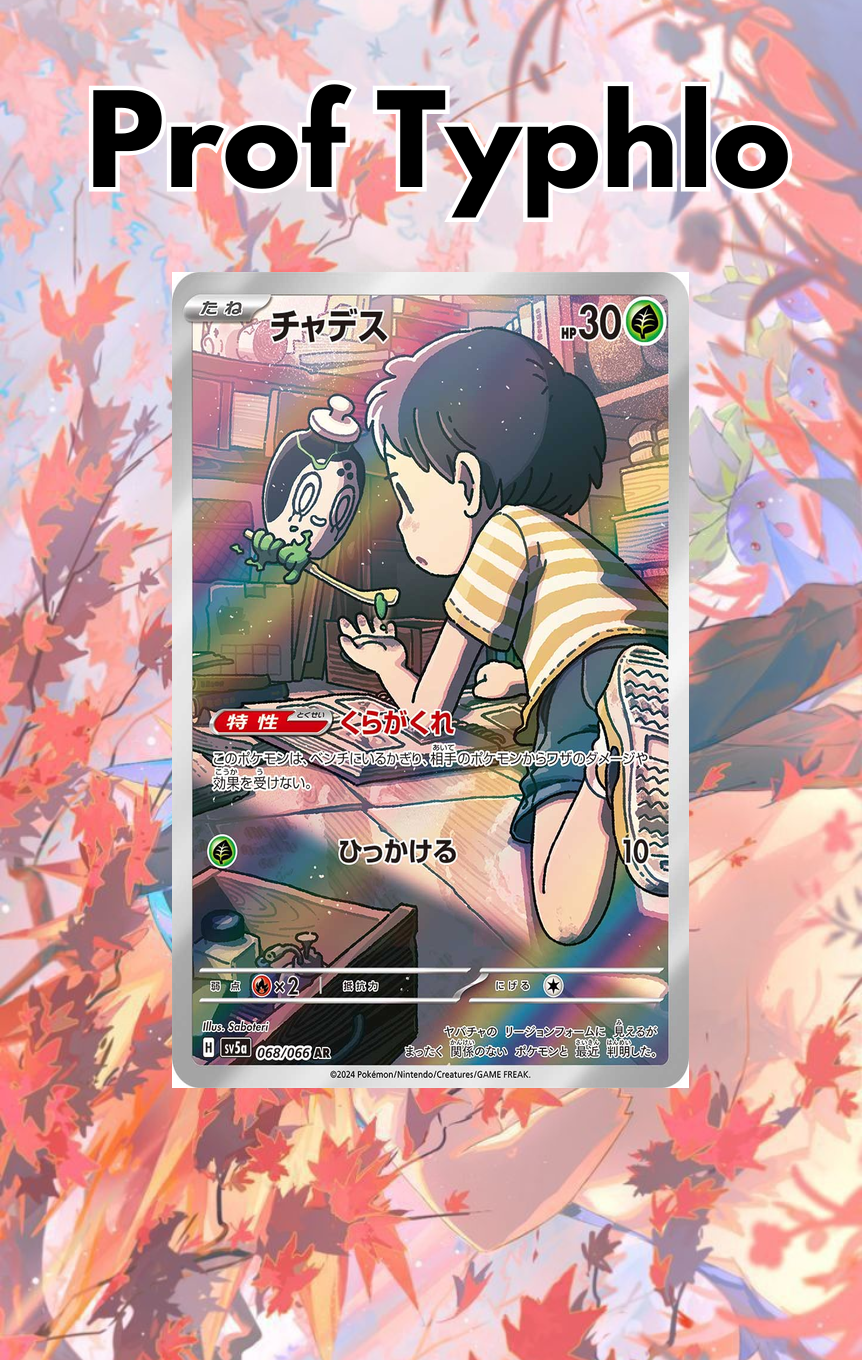 Prof Typhlo
たね
チャデス
HP30
特性 とくせい くらがくれ
このポケモンは、ベンチにいるかぎり、相手のポケモンからワザのダメージや
効果を受けない。
ひっかける 10
弱点 ×2 抵抗力 にげる
Illus. Saboteri
ヤバチャの リージョンフォームに 見えるが
H sv5a 068/066 AR
まったく 関係のない ポケモンと 最近 判明した。
©2024 Pokémon/Nintendo/Creatures/GAME FREAK.